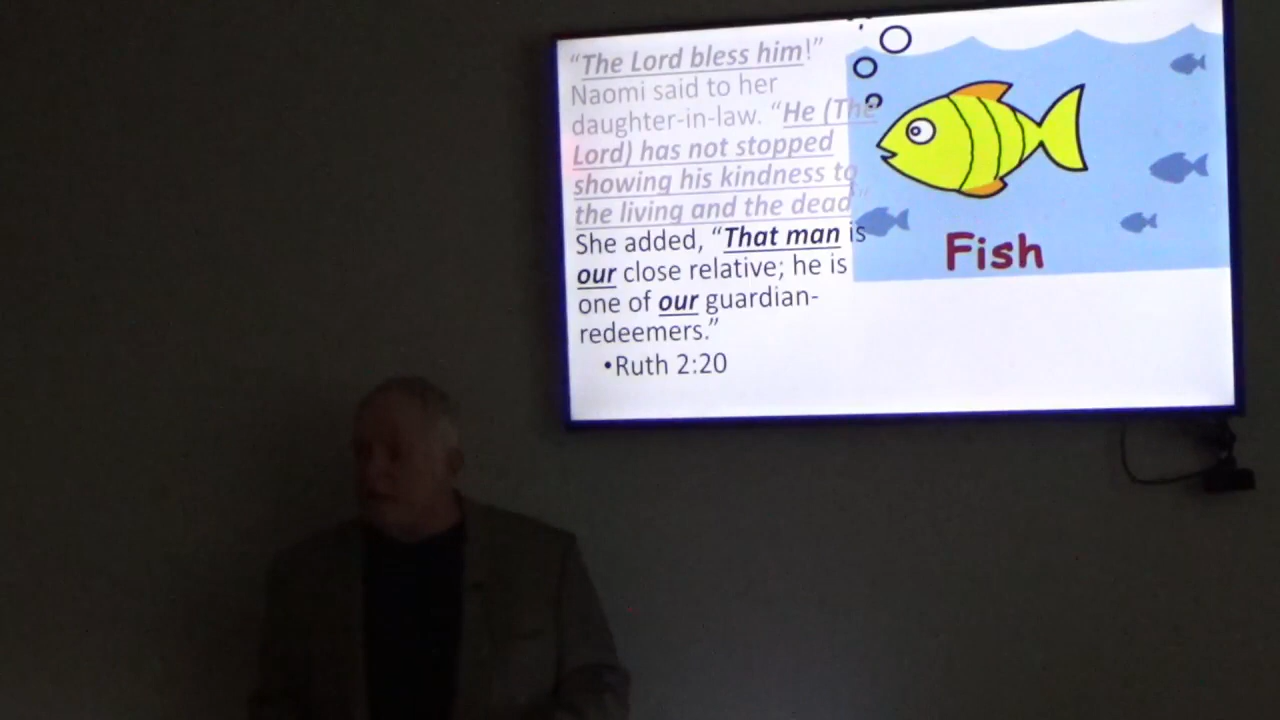 “The Lord bless him!”
Naomi said to her
daughter-in-law. “He (The
Lord) has not stopped
showing his kindness to
the living and the dead.”
She added, “That man is
our close relative; he is
one of our guardian-
redeemers.”
•Ruth 2:20
Fish